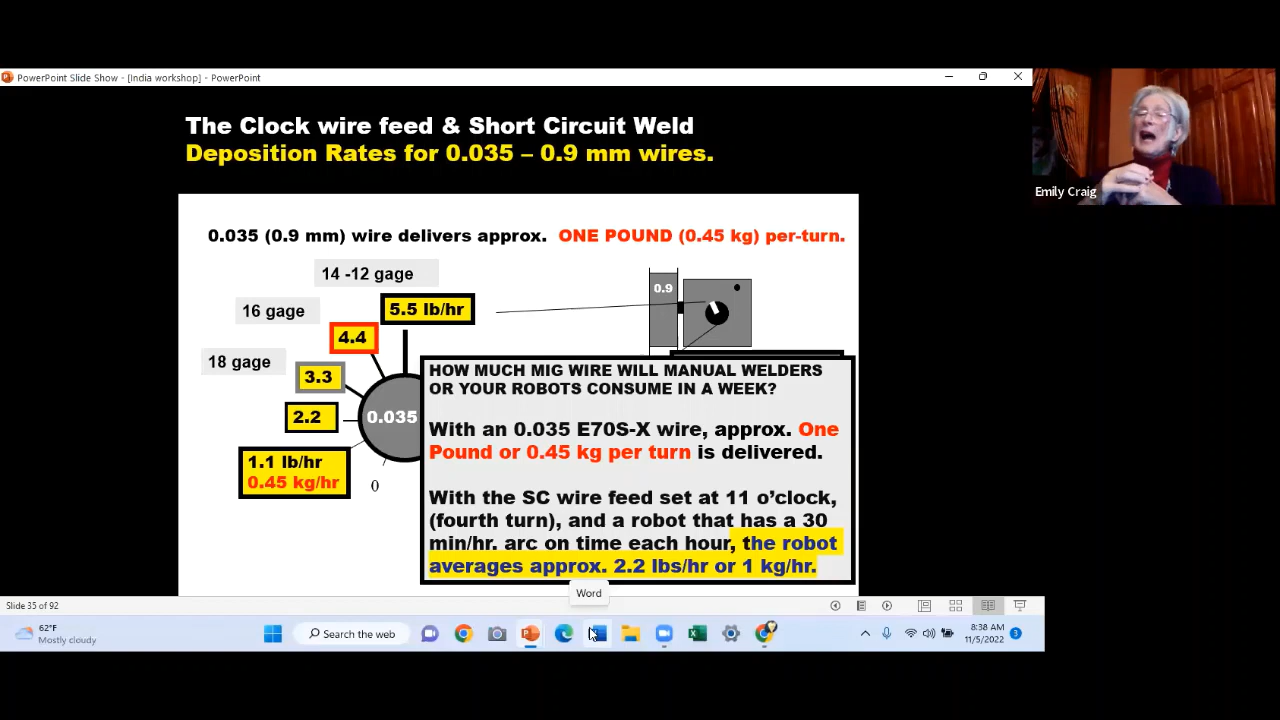 PowerPoint Slide Show - [India workshop] - PowerPoint
The Clock wire feed & Short Circuit Weld
Deposition Rates for 0.035 – 0.9 mm wires.
0.035 (0.9 mm) wire delivers approx. ONE POUND (0.45 kg) per-turn.
14 -12 gage
5.5 lb/hr
16 gage
4.4
18 gage
3.3
2.2
0.035
1.1 lb/hr
0.45 kg/hr
0
0.9
HOW MUCH MIG WIRE WILL MANUAL WELDERS
OR YOUR ROBOTS CONSUME IN A WEEK?
With an 0.035 E70S-X wire, approx. One
Pound or 0.45 kg per turn is delivered.
With the SC wire feed set at 11 o’clock,
(fourth turn), and a robot that has a 30
min/hr. arc on time each hour, the robot
averages approx. 2.2 lbs/hr or 1 kg/hr.
Word
Emily Craig
Slide 35 of 92
62°F
Mostly cloudy
Search the web
8:38 AM
11/5/2022
3